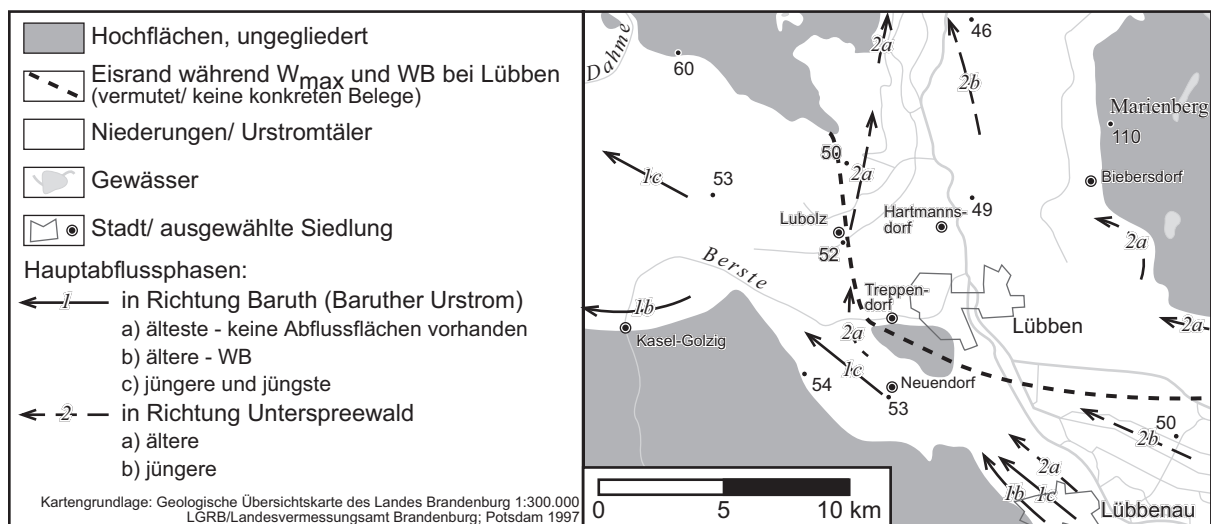 Hochflächen, ungegliedert
Eisrand während Wmax und WB bei Lübben
(vermutet/ keine konkreten Belege)
Niederungen/ Urstromtäler
Gewässer
Stadt/ ausgewählte Siedlung
Hauptabflussphasen:
1 in Richtung Baruth (Baruther Urstrom)
a) älteste - keine Abflussflächen vorhanden
b) ältere - WB
c) jüngere und jüngste
2 in Richtung Unterspreewald
a) ältere
b) jüngere
Kartengrundlage: Geologische Übersichtskarte des Landes Brandenburg 1:300.000
LGRB/Landesvermessungsamt Brandenburg; Potsdam 1997
Dahme
60
2a
46
2b
Marienberg
110
50
2a
1c
53
Biebersdorf
49
Lubolz
Hartmanns-
dorf
52
2a
Berste
1b
Treppen-
dorf
Lübben
2a
Kasel-Golzig
2a
1c
54
Neuendorf
53
50
2b
2a
1b
1c
Lübbenau
0
5
10 km